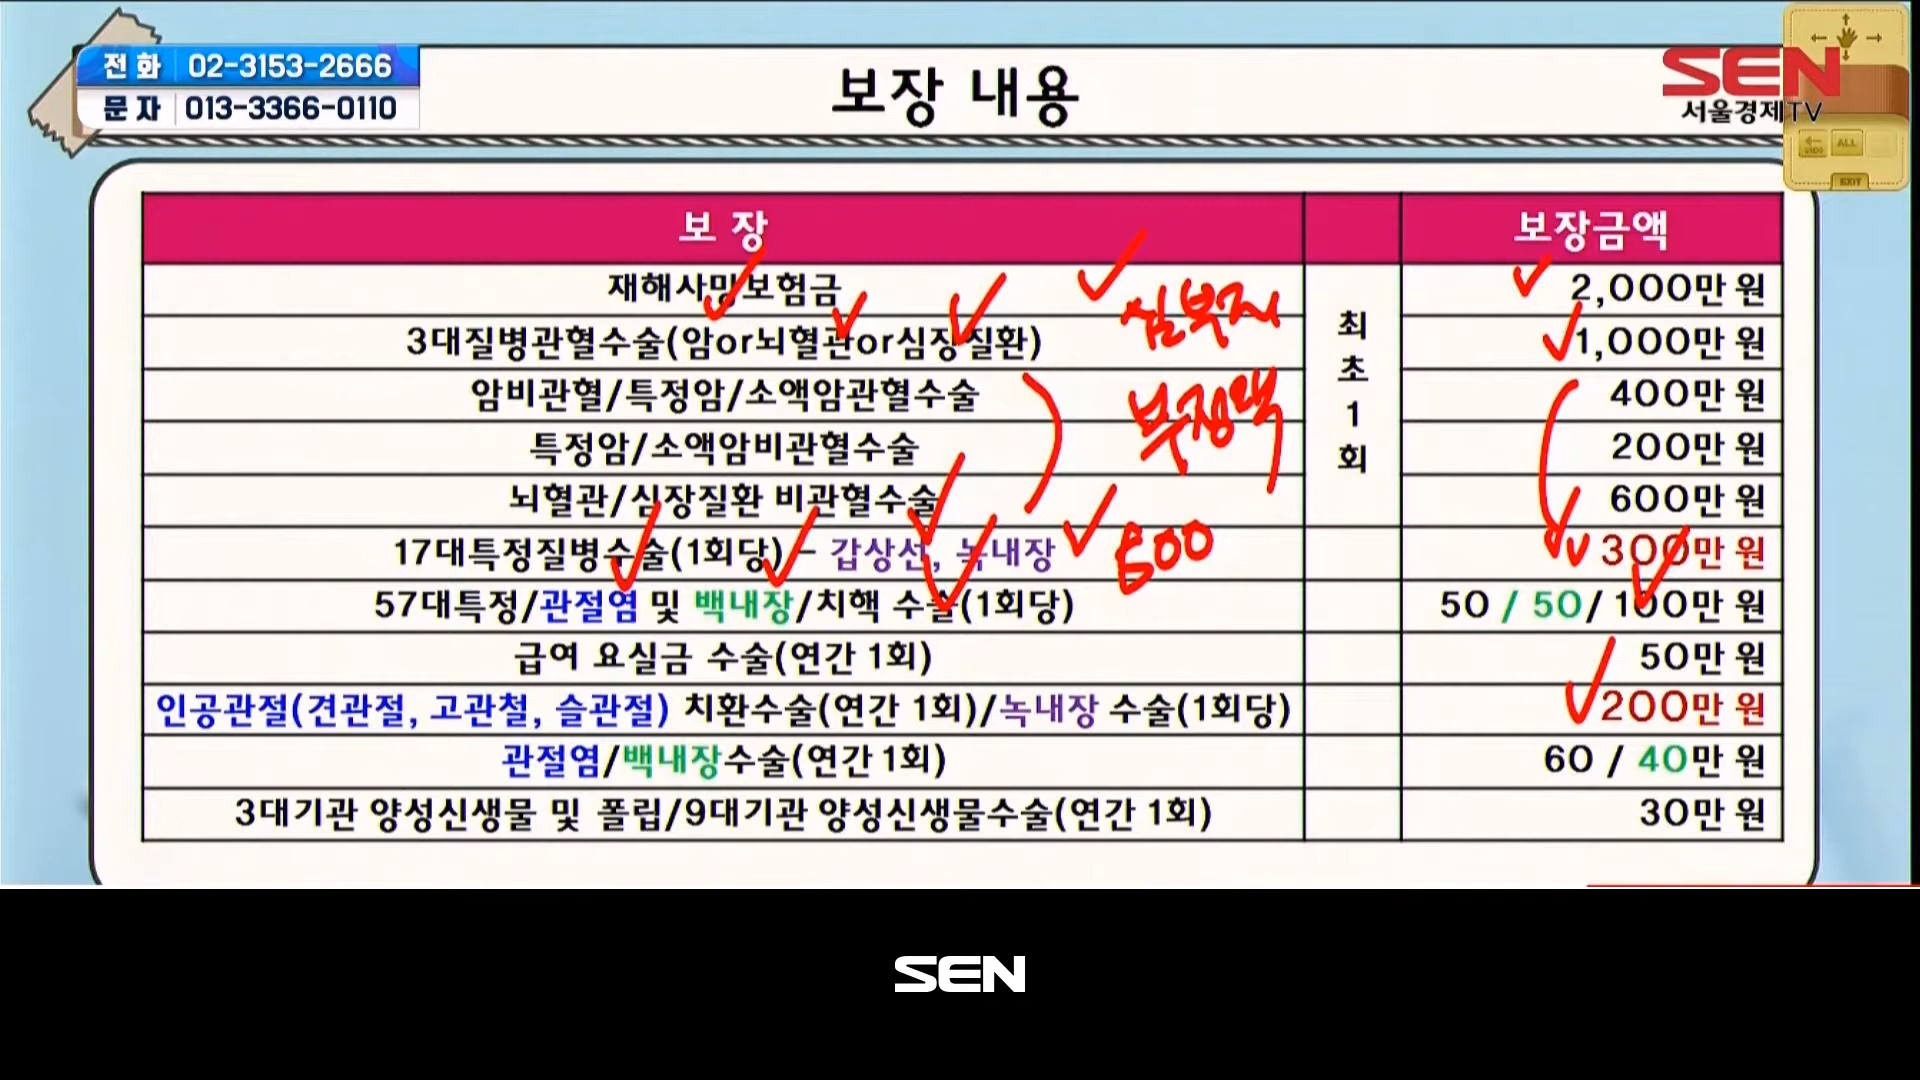 전화 02-3153-2666
문자 013-3366-0110
보장 내용
SEN
서울경제TV
UNDO ALL
EXIT
보 장 보장금액
재해사망보험금 2,000만 원
3대질병관혈수술(암or뇌혈관or심장질환) 1,000만 원
암비관혈/특정암/소액암관혈수술 400만 원
특정암/소액암비관혈수술 200만 원
뇌혈관/심장질환 비관혈수술 600만 원
최초1회
17대특정질병수술(1회당) - 갑상선, 녹내장 300만 원
57대특정/관절염 및 백내장/치핵 수술(1회당) 50 / 50/ 100만 원
급여 요실금 수술(연간 1회) 50만 원
인공관절(견관절, 고관철, 슬관절) 치환수술(연간 1회)/녹내장 수술(1회당) 200만 원
관절염/백내장수술(연간 1회) 60 / 40만 원
3대기관 양성신생물 및 폴립/9대기관 양성신생물수술(연간 1회) 30만 원
부정맥
SEN